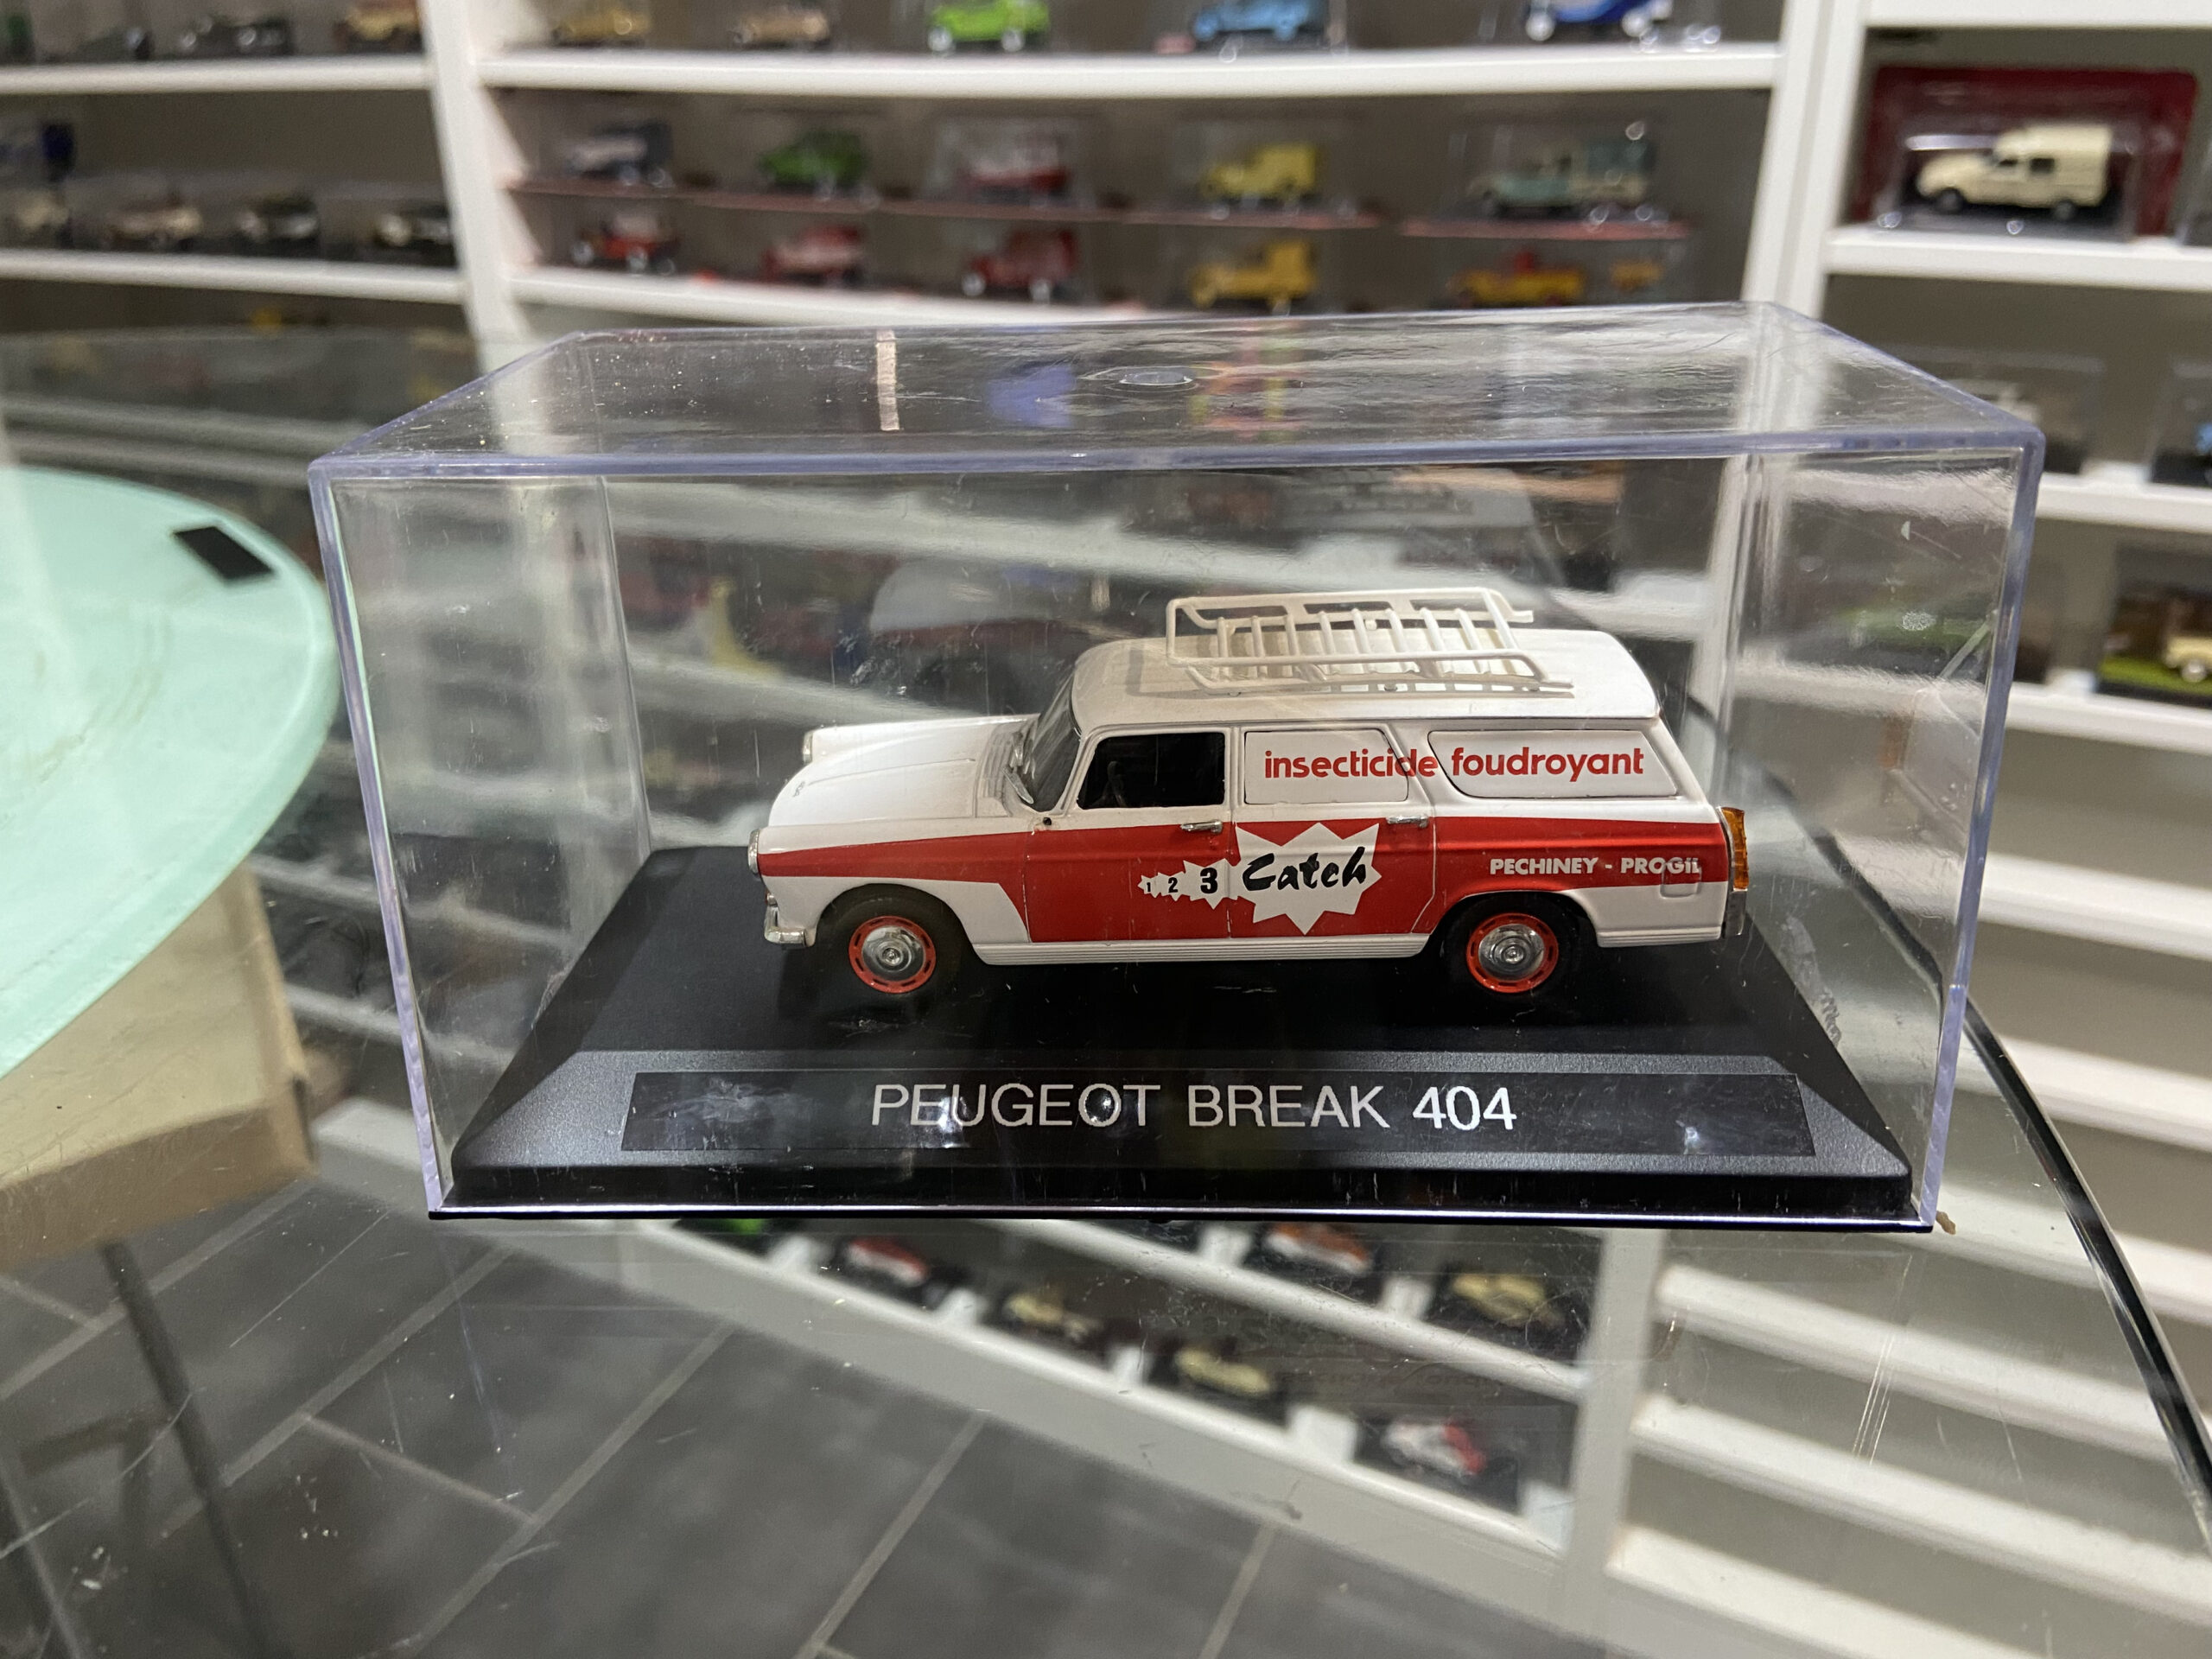 insecticide foudroyant
1 2 3 Catch
PECHINEY - PROGIL
PEUGEOT BREAK 404